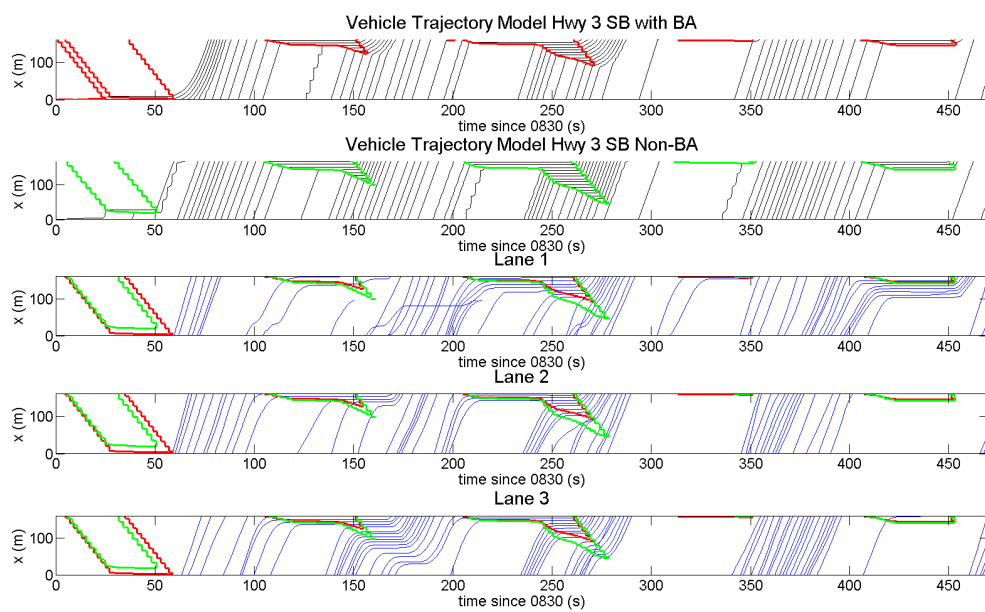 Vehicle Trajectory Model Hwy 3 SB with BA
x (m)
100
0
0 50 100 150 200 250 300 350 400 450
time since 0830 (s)
Vehicle Trajectory Model Hwy 3 SB Non-BA
x (m)
100
0
0 50 100 150 200 250 300 350 400 450
time since 0830 (s)
Lane 1
x (m)
100
0
0 50 100 150 200 250 300 350 400 450
time since 0830 (s)
Lane 2
x (m)
100
0
0 50 100 150 200 250 300 350 400 450
time since 0830 (s)
Lane 3
x (m)
100
0
0 50 100 150 200 250 300 350 400 450
time since 0830 (s)